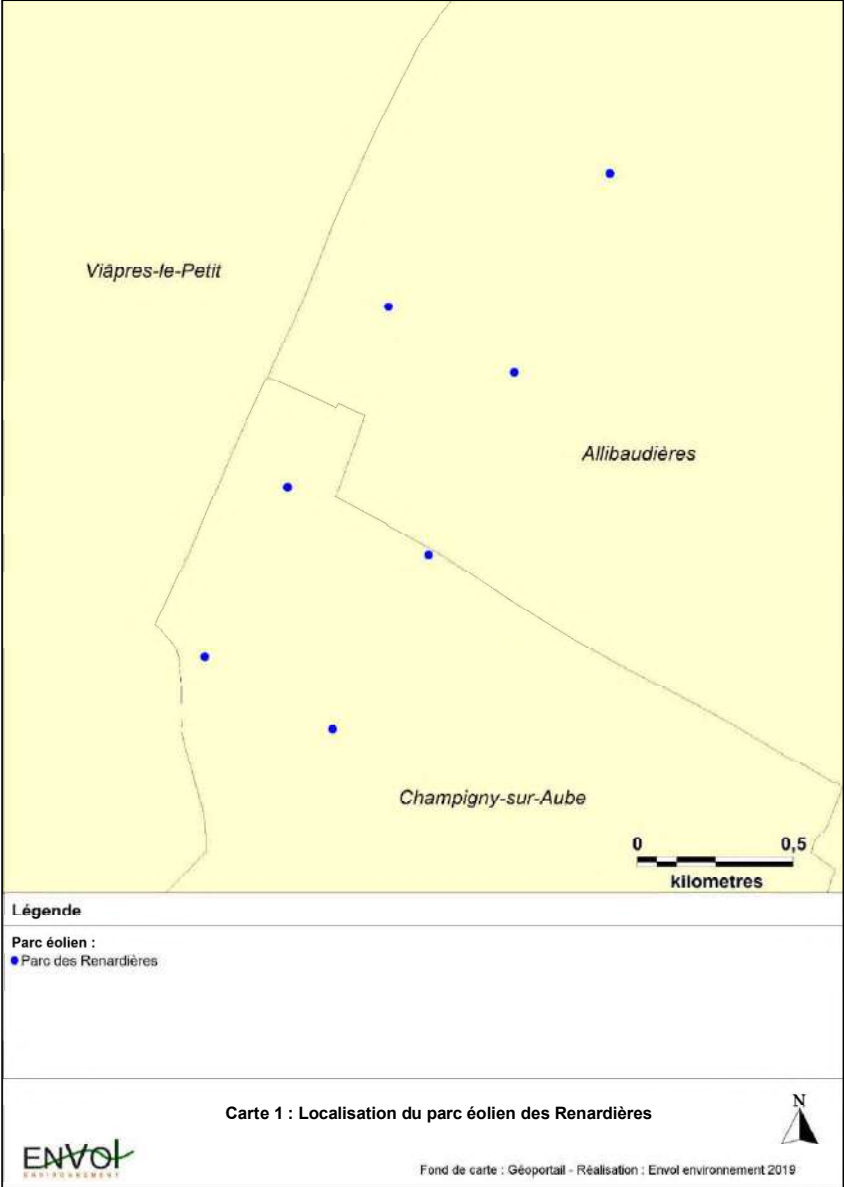 Viâpres-le-Petit
Allibaudières
Champigny-sur-Aube
0 0,5
kilometres
Légende
Parc éolien :
Parc des Renardières
Carte 1 : Localisation du parc éolien des Renardières
N
ENVOL
ENVIRONNEMENT
Fond de carte : Géoportail - Réalisation : Envol environnement 2019